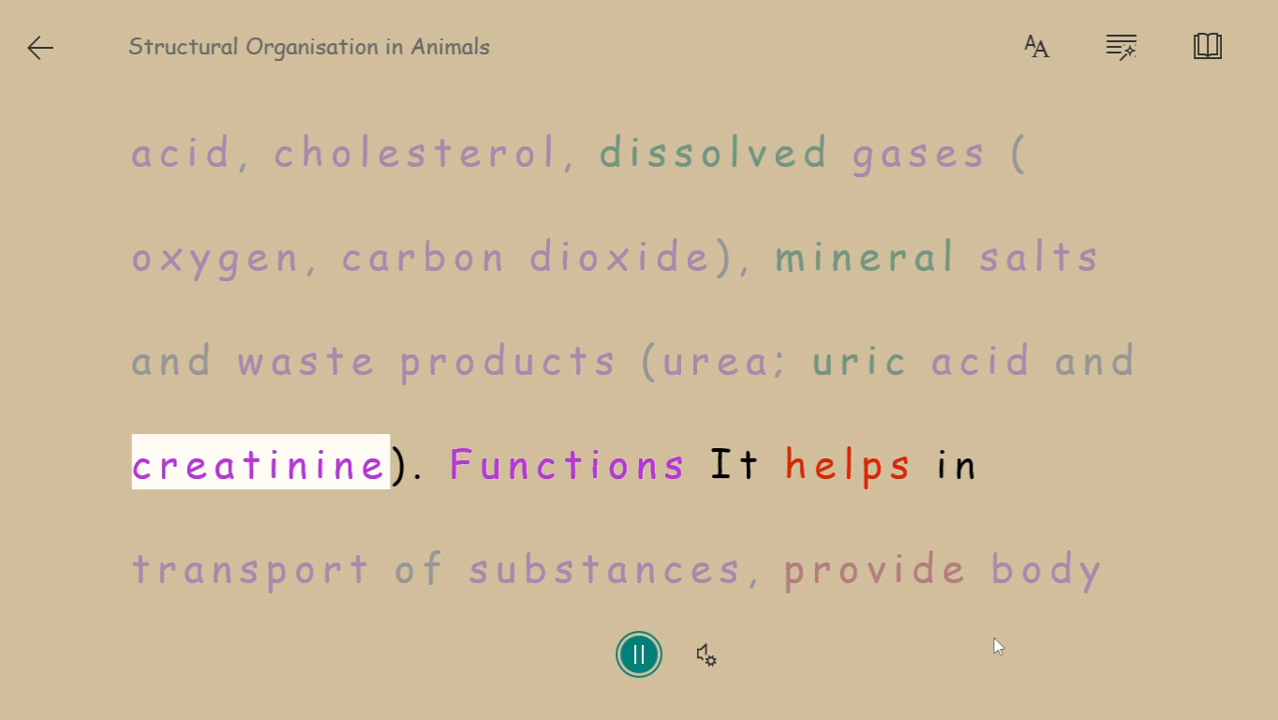 Structural Organisation in Animals
acid, cholesterol, dissolved gases (
oxygen, carbon dioxide), mineral salts
and waste products (urea; uric acid and
creatinine). Functions It helps in
transport of substances, provide body